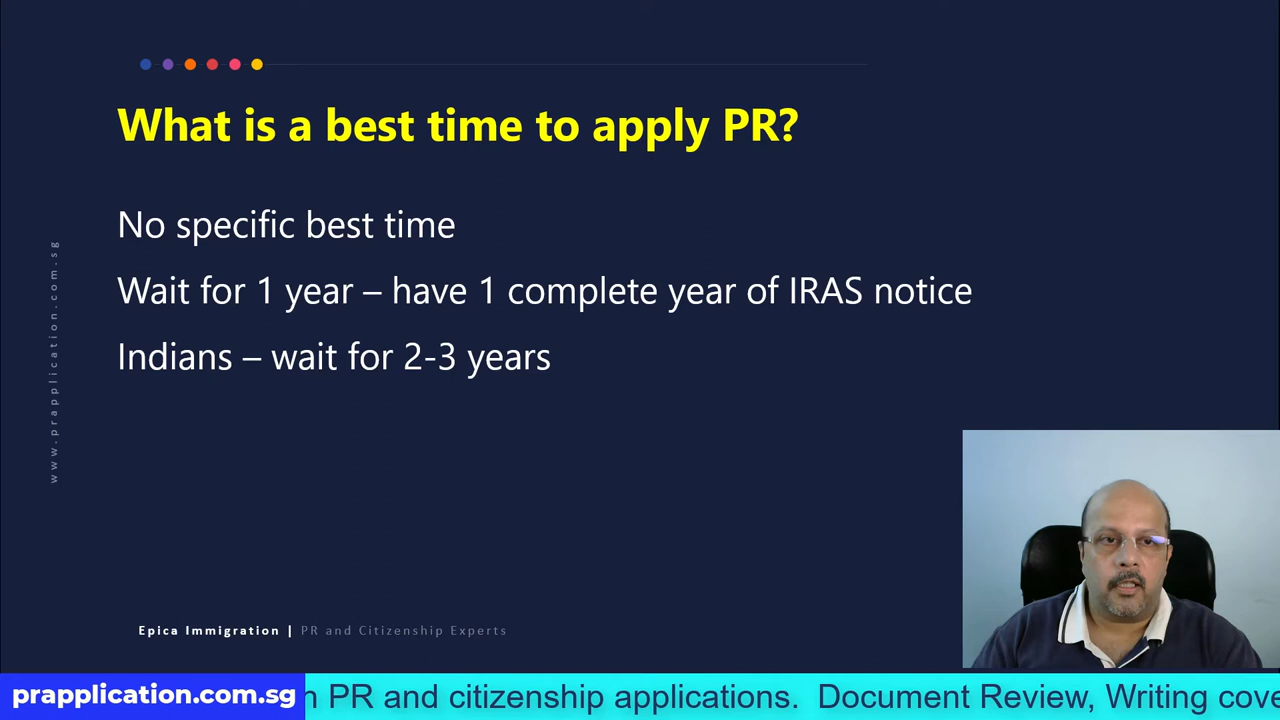 What is a best time to apply PR?
No specific best time
Wait for 1 year – have 1 complete year of IRAS notice
Indians – wait for 2-3 years
www.prapplication.com.sg
Epica Immigration | PR and Citizenship Experts
prapplication.com.sg
PR and citizenship applications. Document Review, Writing